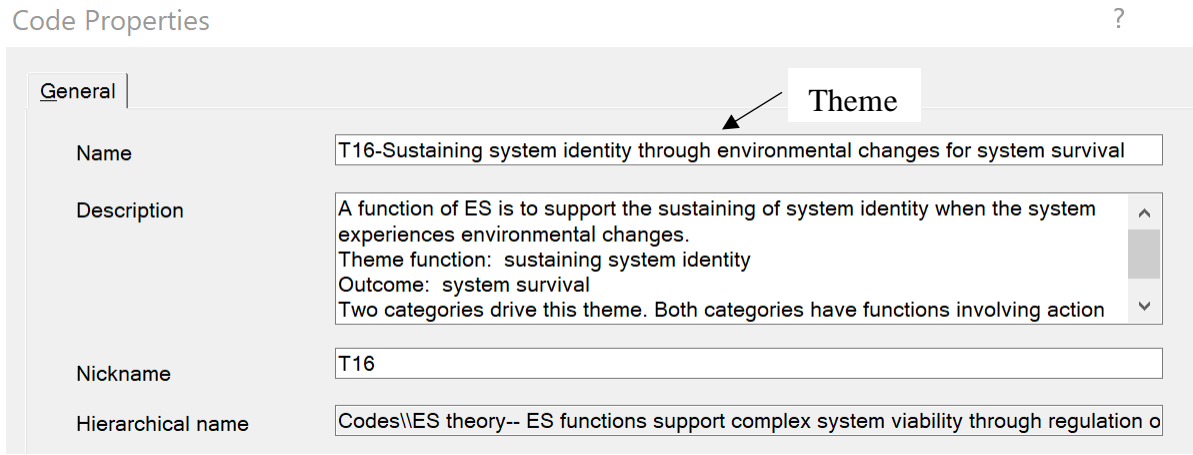 Code Properties ?
General
Theme
Name T16-Sustaining system identity through environmental changes for system survival
Description A function of ES is to support the sustaining of system identity when the system
experiences environmental changes.
Theme function:  sustaining system identity
Outcome:  system survival
Two categories drive this theme. Both categories have functions involving action
Nickname T16
Hierarchical name Codes\\ES theory-- ES functions support complex system viability through regulation o